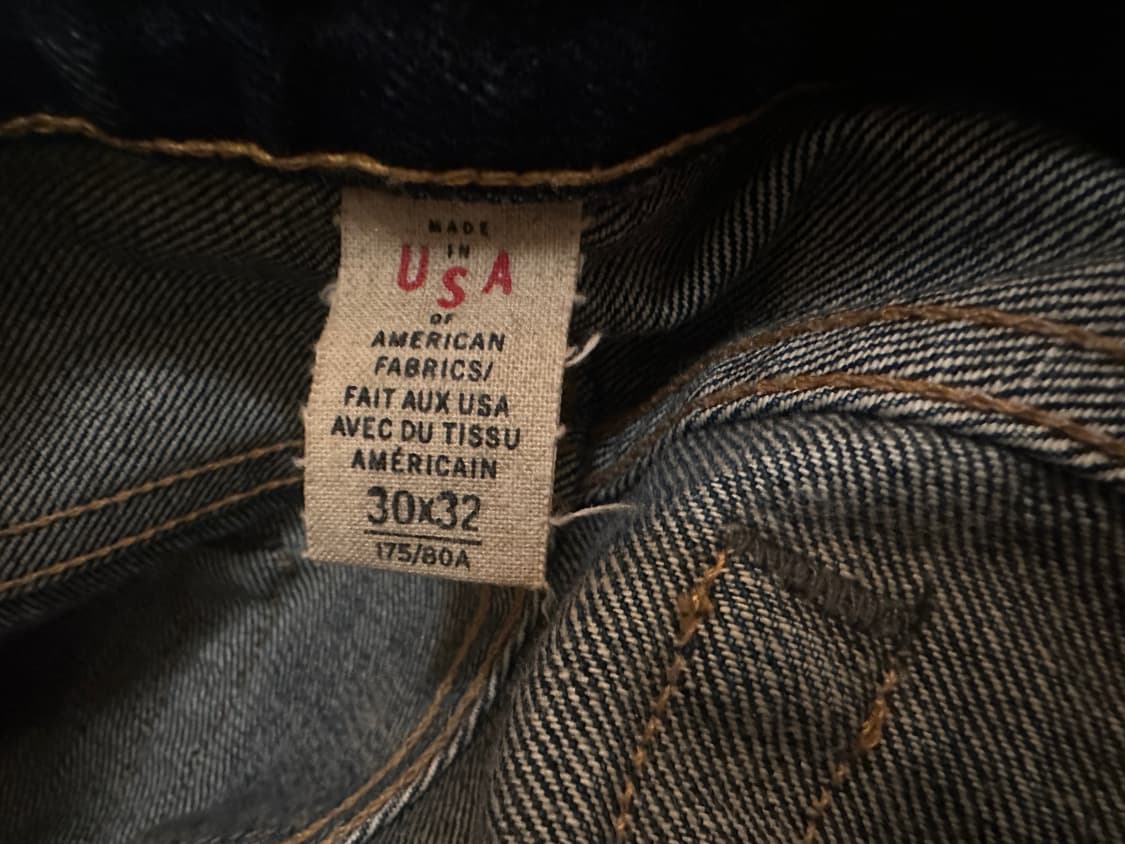 MADE
IN
USA
OF
AMERICAN
FABRICS/
FAIT AUX USA
AVEC DU TISSU
AMÉRICAIN
30x32
175/80A